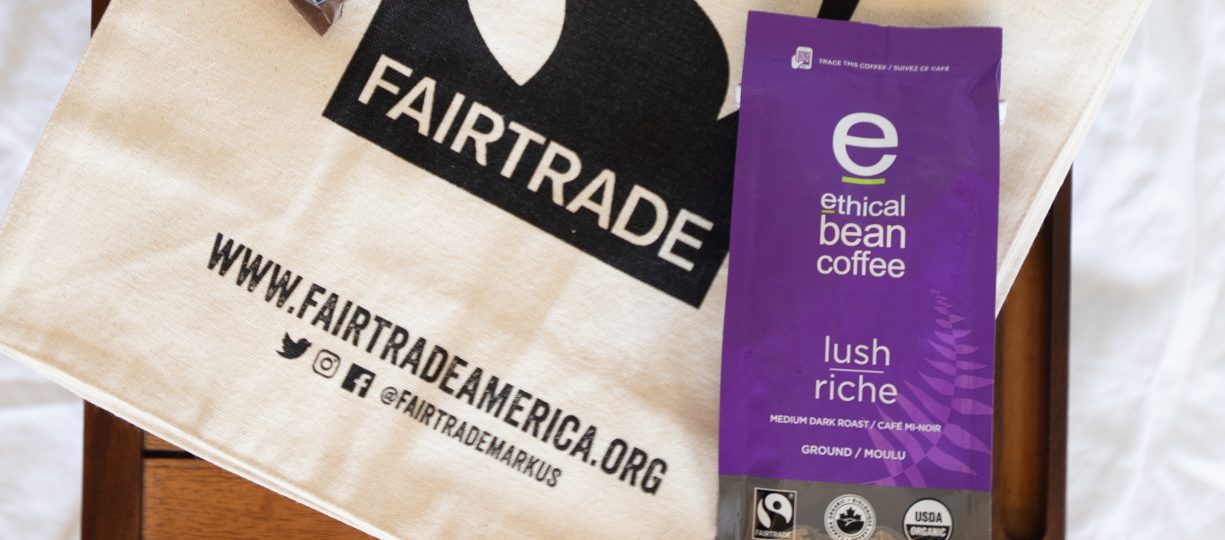 FAIRTRADE
WWW.FAIRTRADEAMERICA.ORG
@FAIRTRADEMARKUS
TRACE THIS COFFEE / SUIVEZ CE CAFÉ
e
ethical
bean
coffee
lush
riche
MEDIUM DARK ROAST / CAFÉ MI-NOIR
GROUND / MOULU
FAIRTRADE
USDA
ORGANIC